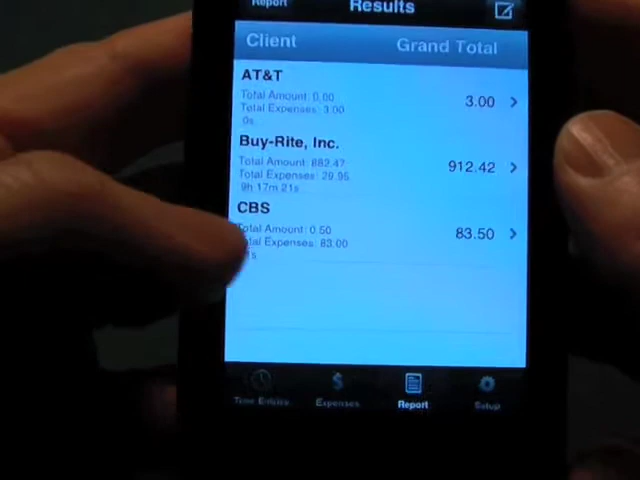 Report
Results
Client Grand Total
AT&T
Total Amount: 0.00
Total Expenses: 3.00
0s
3.00
Buy-Rite, Inc.
Total Amount: 882.47
Total Expenses: 29.95
9h 17m 21s
912.42
CBS
Total Amount: 0.50
Expenses: 83.00
83.50
Time Entries Expenses Report Setup